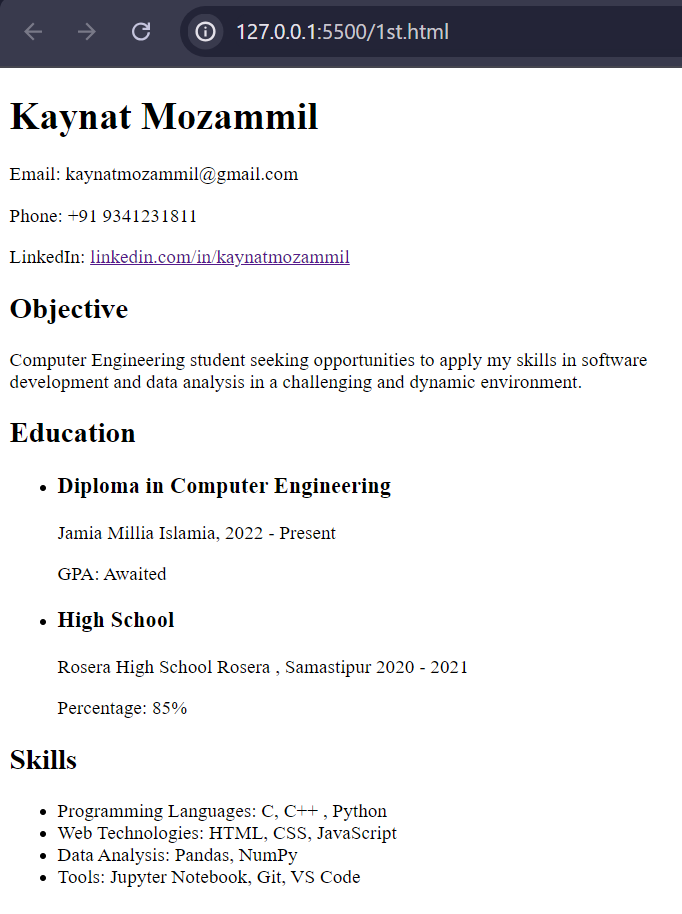 127.0.0.1:5500/1st.html
Kaynat Mozammil
Email: kaynatmozammil@gmail.com
Phone: +91 9341231811
LinkedIn: linkedin.com/in/kaynatmozammil
Objective
Computer Engineering student seeking opportunities to apply my skills in software
development and data analysis in a challenging and dynamic environment.
Education
• Diploma in Computer Engineering
Jamia Millia Islamia, 2022 - Present
GPA: Awaited
• High School
Rosera High School Rosera , Samastipur 2020 - 2021
Percentage: 85%
Skills
• Programming Languages: C, C++ , Python
• Web Technologies: HTML, CSS, JavaScript
• Data Analysis: Pandas, NumPy
• Tools: Jupyter Notebook, Git, VS Code